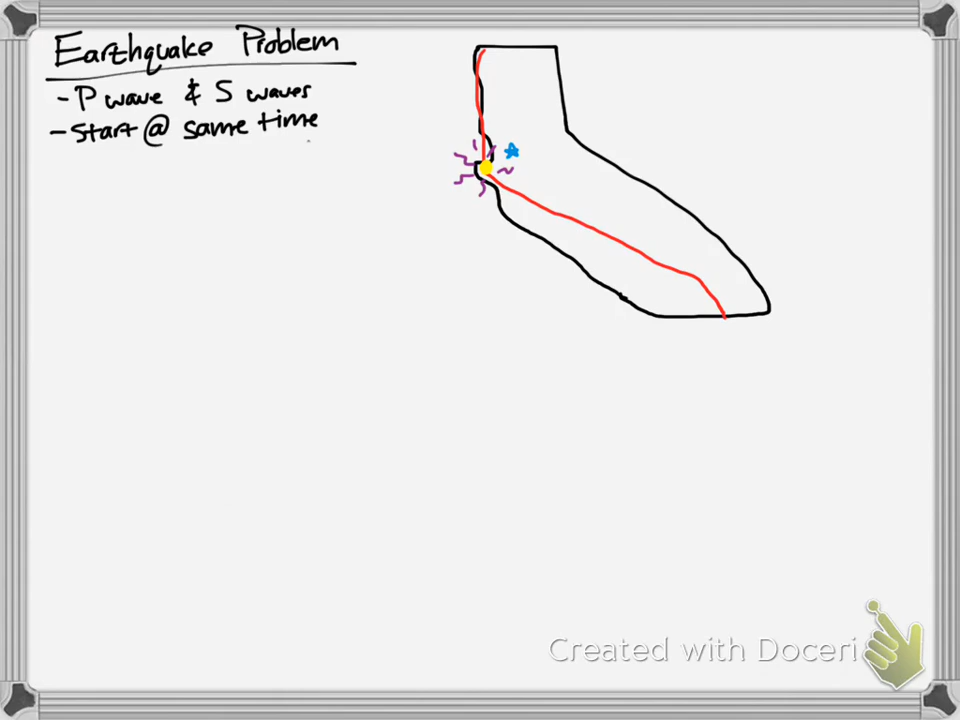 Earthquake Problem
- P wave & S waves
- Start @ same time
Created with Doceri